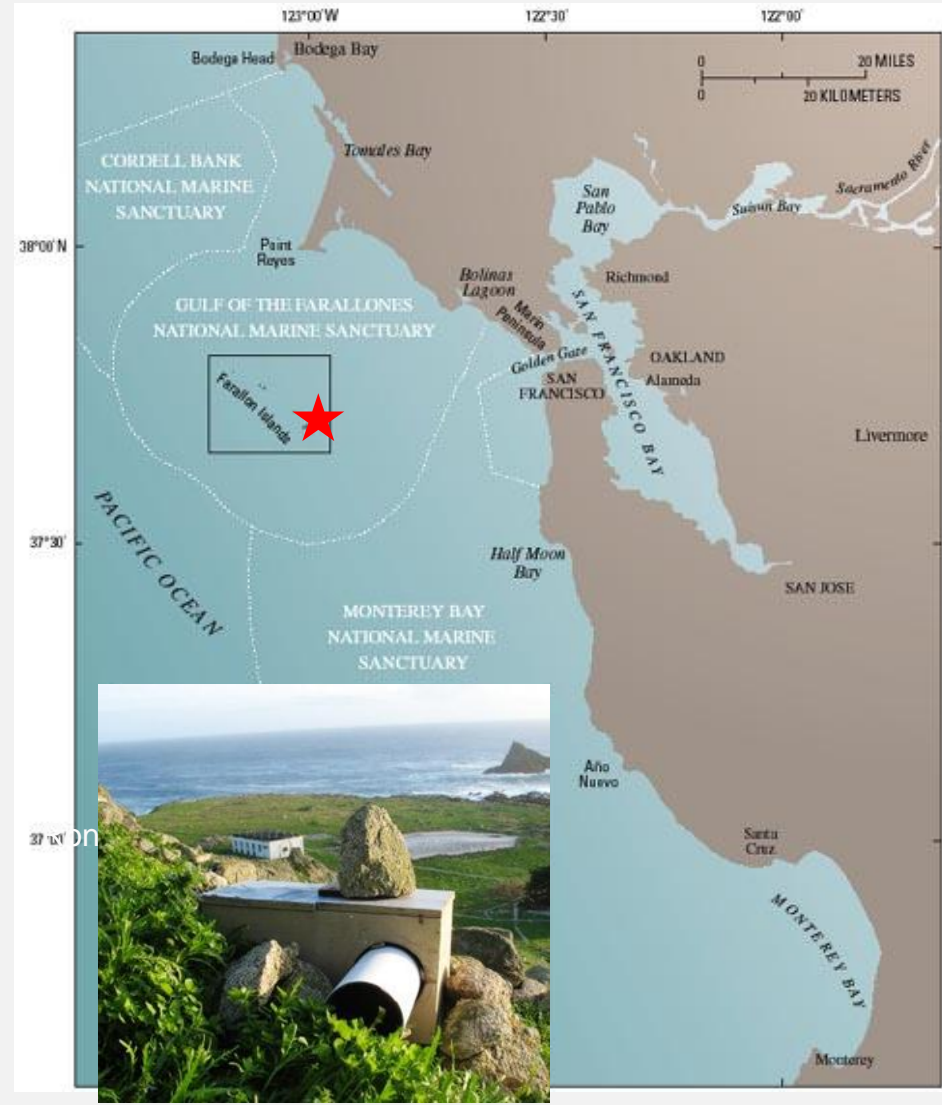 123°00'W
122°30'
122°00'
Bodega Head
Bodega Bay
0
20 MILES
0
20 KILOMETERS
Tomales Bay
CORDELL BANK
NATIONAL MARINE
SANCTUARY
San
Pablo
Bay
Sacramento River
Suisun Bay
38°00'N
Point
Reyes
Bolinas
Lagoon
Richmond
GULF OF THE FARALLONES
NATIONAL MARINE SANCTUARY
Marin
Peninsula
SAN FRANCISCO BAY
Golden Gate
OAKLAND
SAN
FRANCISCO
Alameda
Farallon Islands
Livermore
PACIFIC OCEAN
37°30'
Half Moon
Bay
SAN JOSE
MONTEREY BAY
NATIONAL MARINE
SANCTUARY
Año
Nuevo
Santa
Cruz
MONTEREY BAY
Monterey